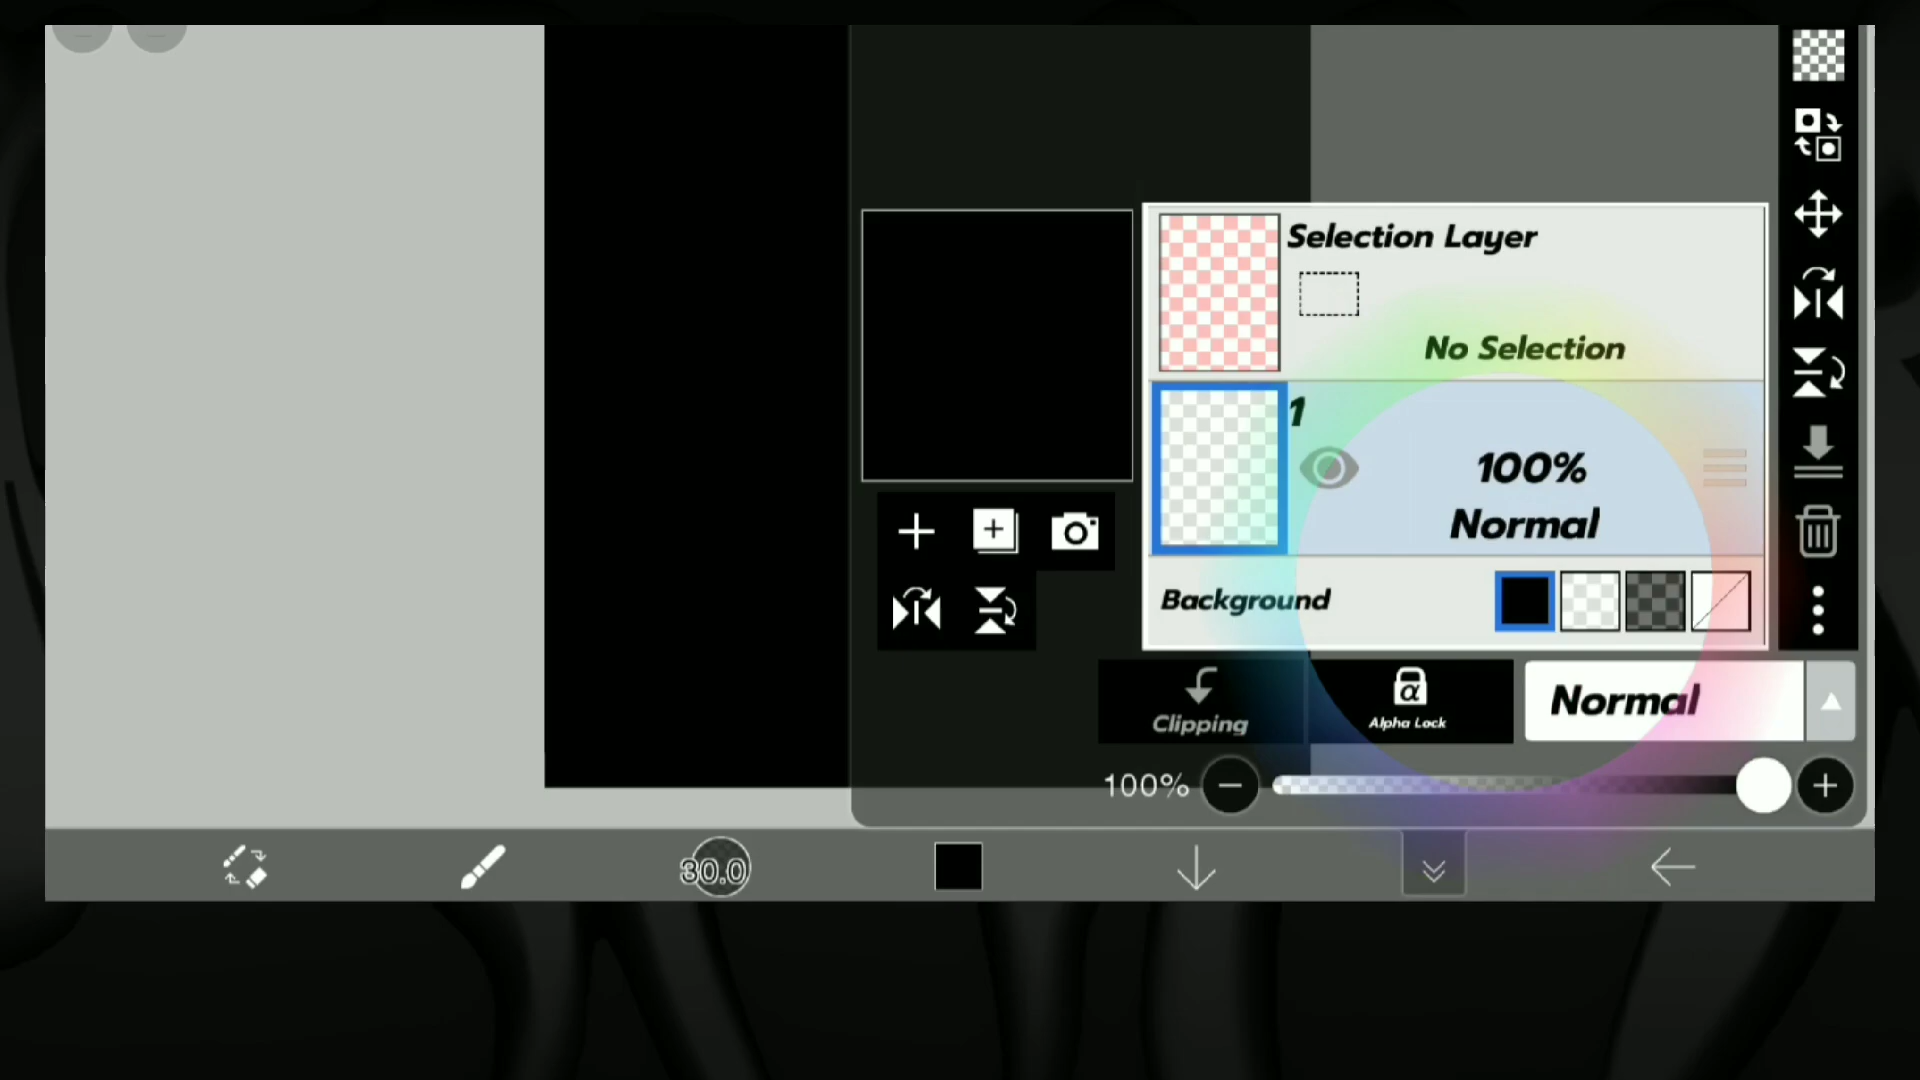 Selection Layer
No Selection
1
100%
Normal
Background
Clipping
α
Alpha Lock
Normal
100%
30.0